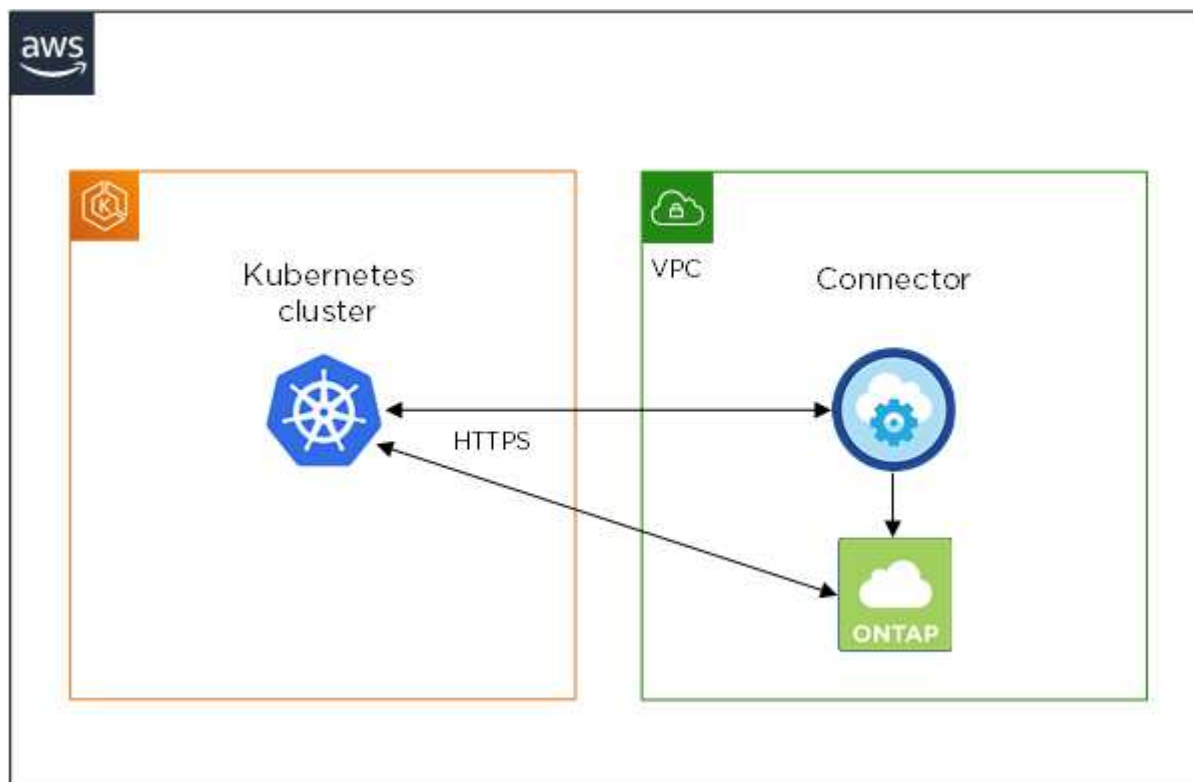 aws
K
VPC
Kubernetes
cluster
Connector
HTTPS
ONTAP